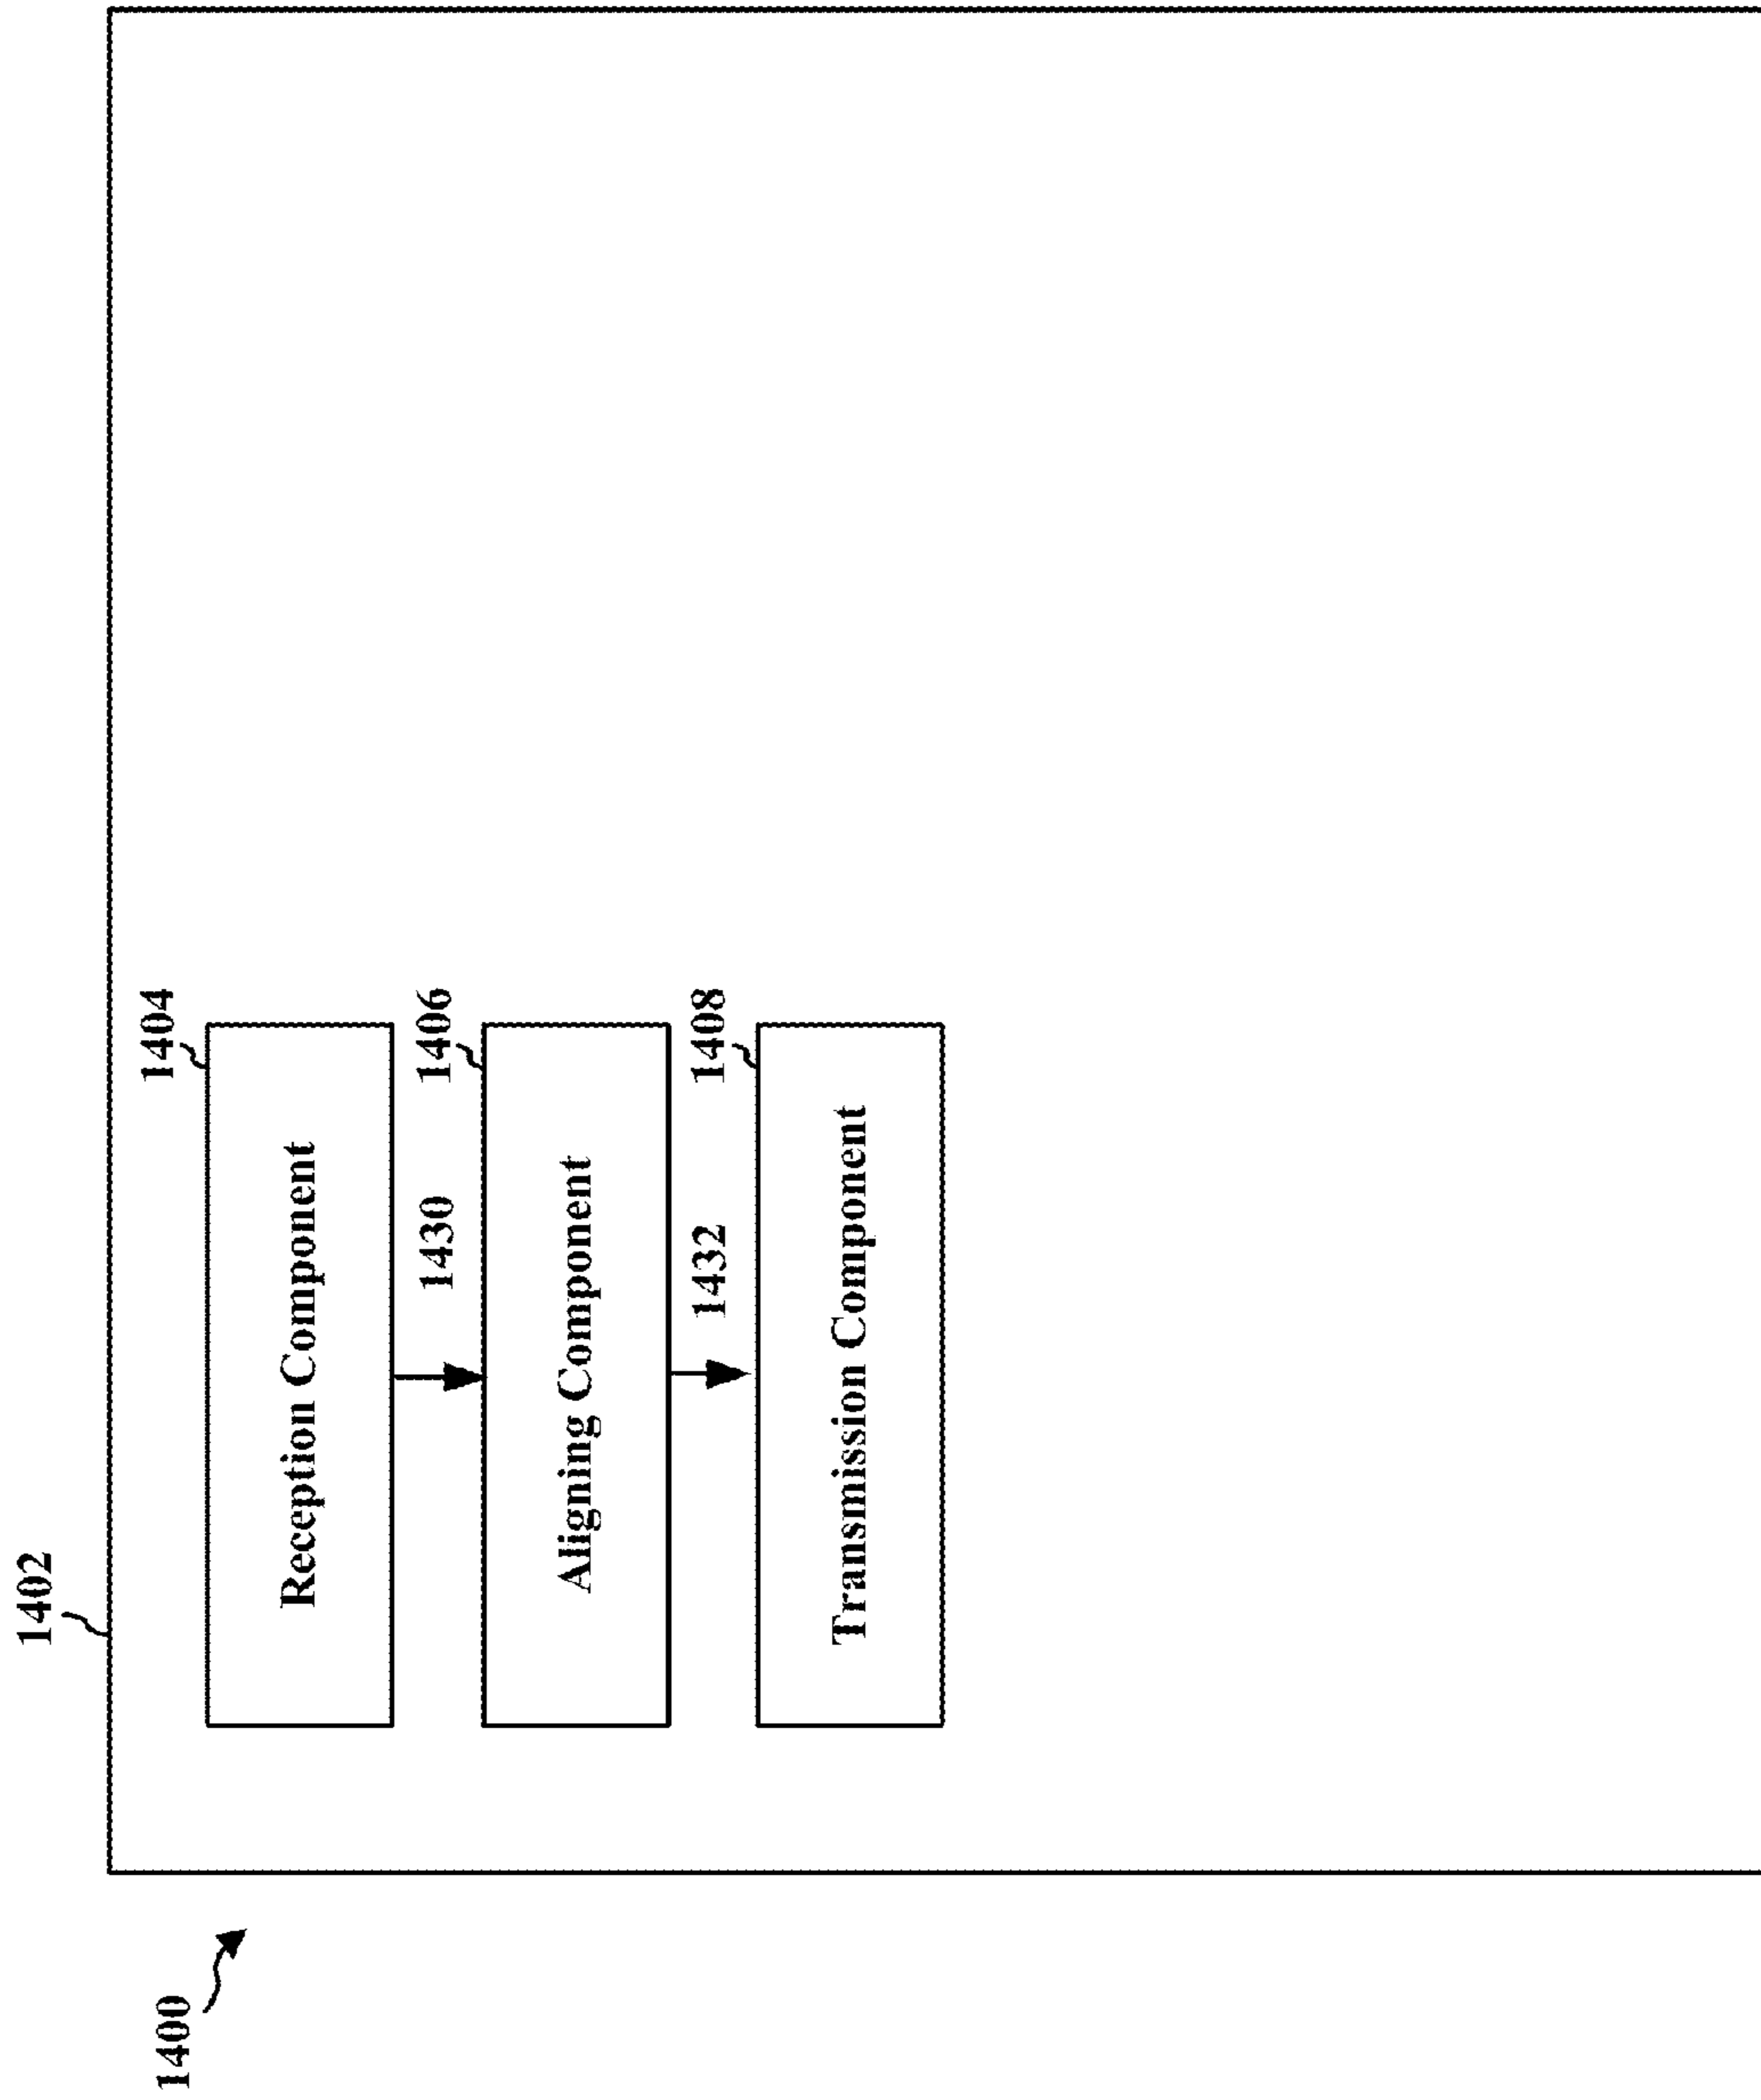 1400
1402
1404
Reception Component
1430
1406
Aligning Component
1432
1408
Transmission Component